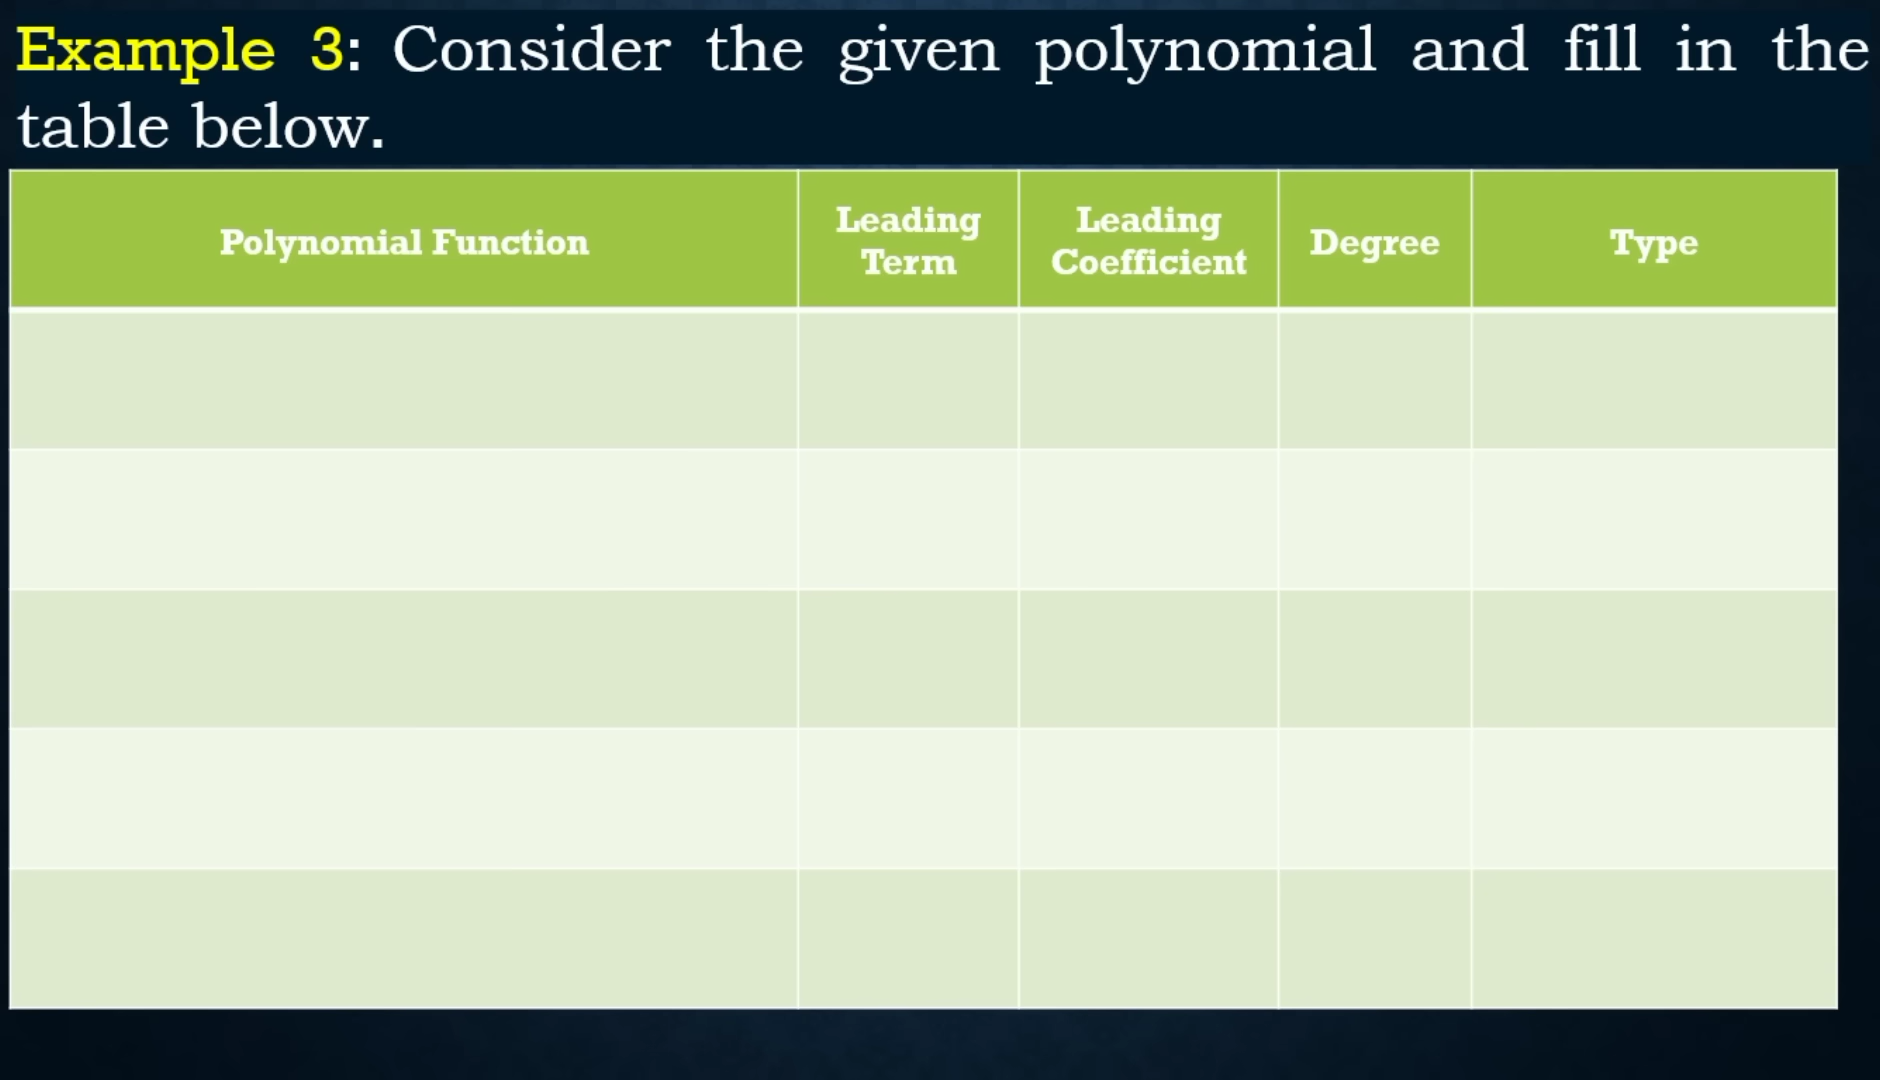 Example 3: Consider the given polynomial and fill in the
table below.
Polynomial Function
Leading
Term
Leading
Coefficient
Degree
Type